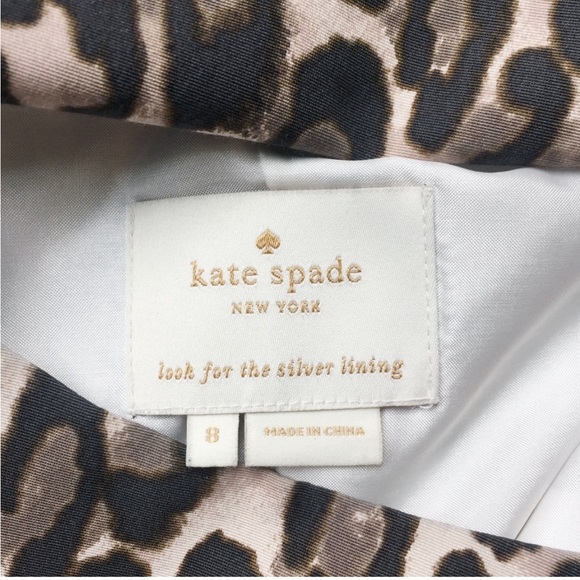 kate spade
NEW YORK
look for the silver lining
8
MADE IN CHINA